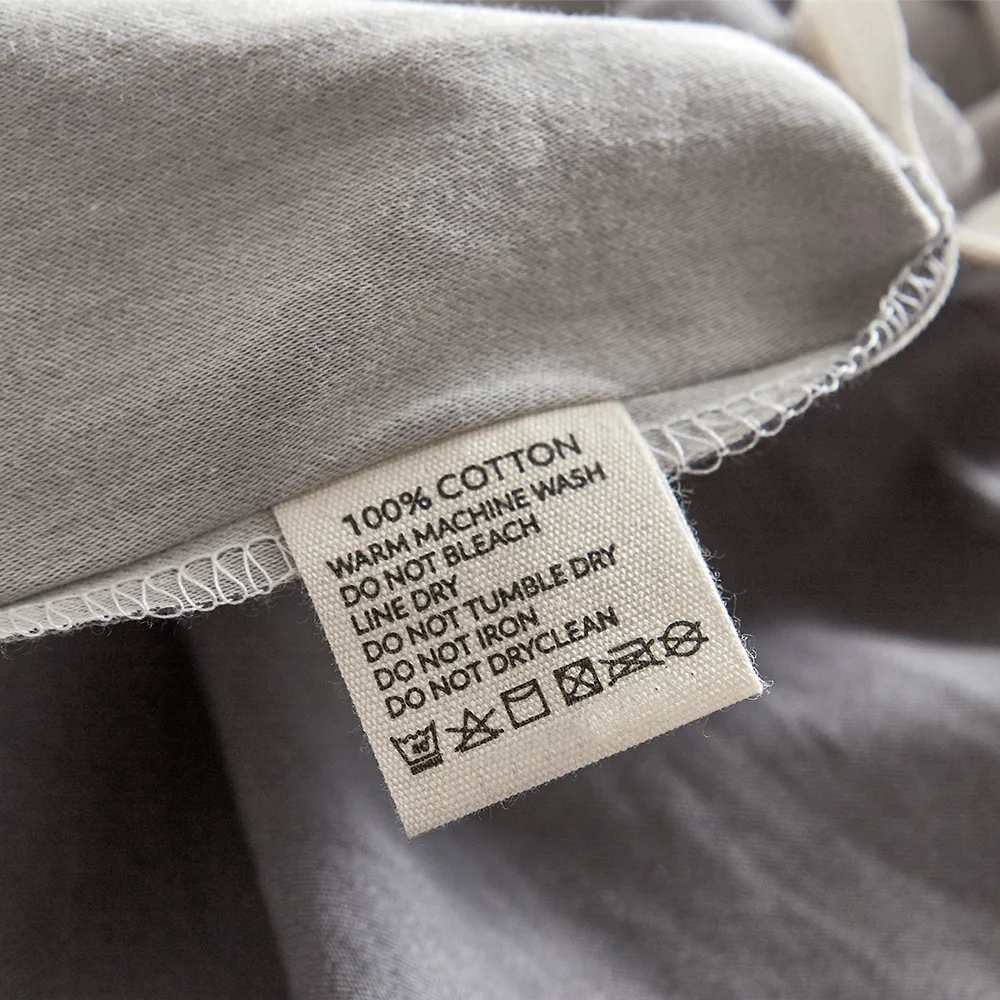 100% COTTON
WARM MACHINE WASH
DO NOT BLEACH
LINE DRY
DO NOT TUMBLE DRY
DO NOT IRON
DO NOT DRYCLEAN